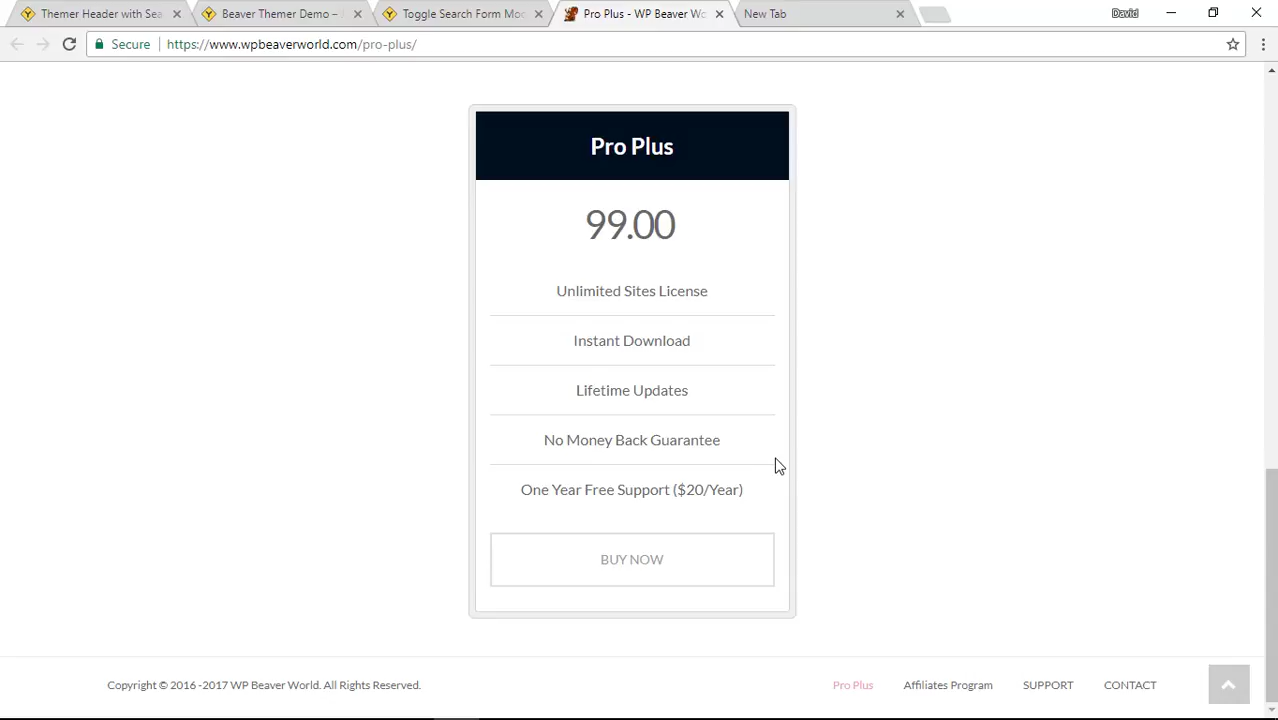 Themer Header with Sea
Beaver Themer Demo –
Toggle Search Form Moc
Pro Plus - WP Beaver Wo
New Tab
David
Secure
https://www.wpbeaverworld.com/pro-plus/
Pro Plus
99.00
Unlimited Sites License
Instant Download
Lifetime Updates
No Money Back Guarantee
One Year Free Support ($20/Year)
BUY NOW
Copyright © 2016 -2017 WP Beaver World. All Rights Reserved.
Pro Plus
Affiliates Program
SUPPORT
CONTACT